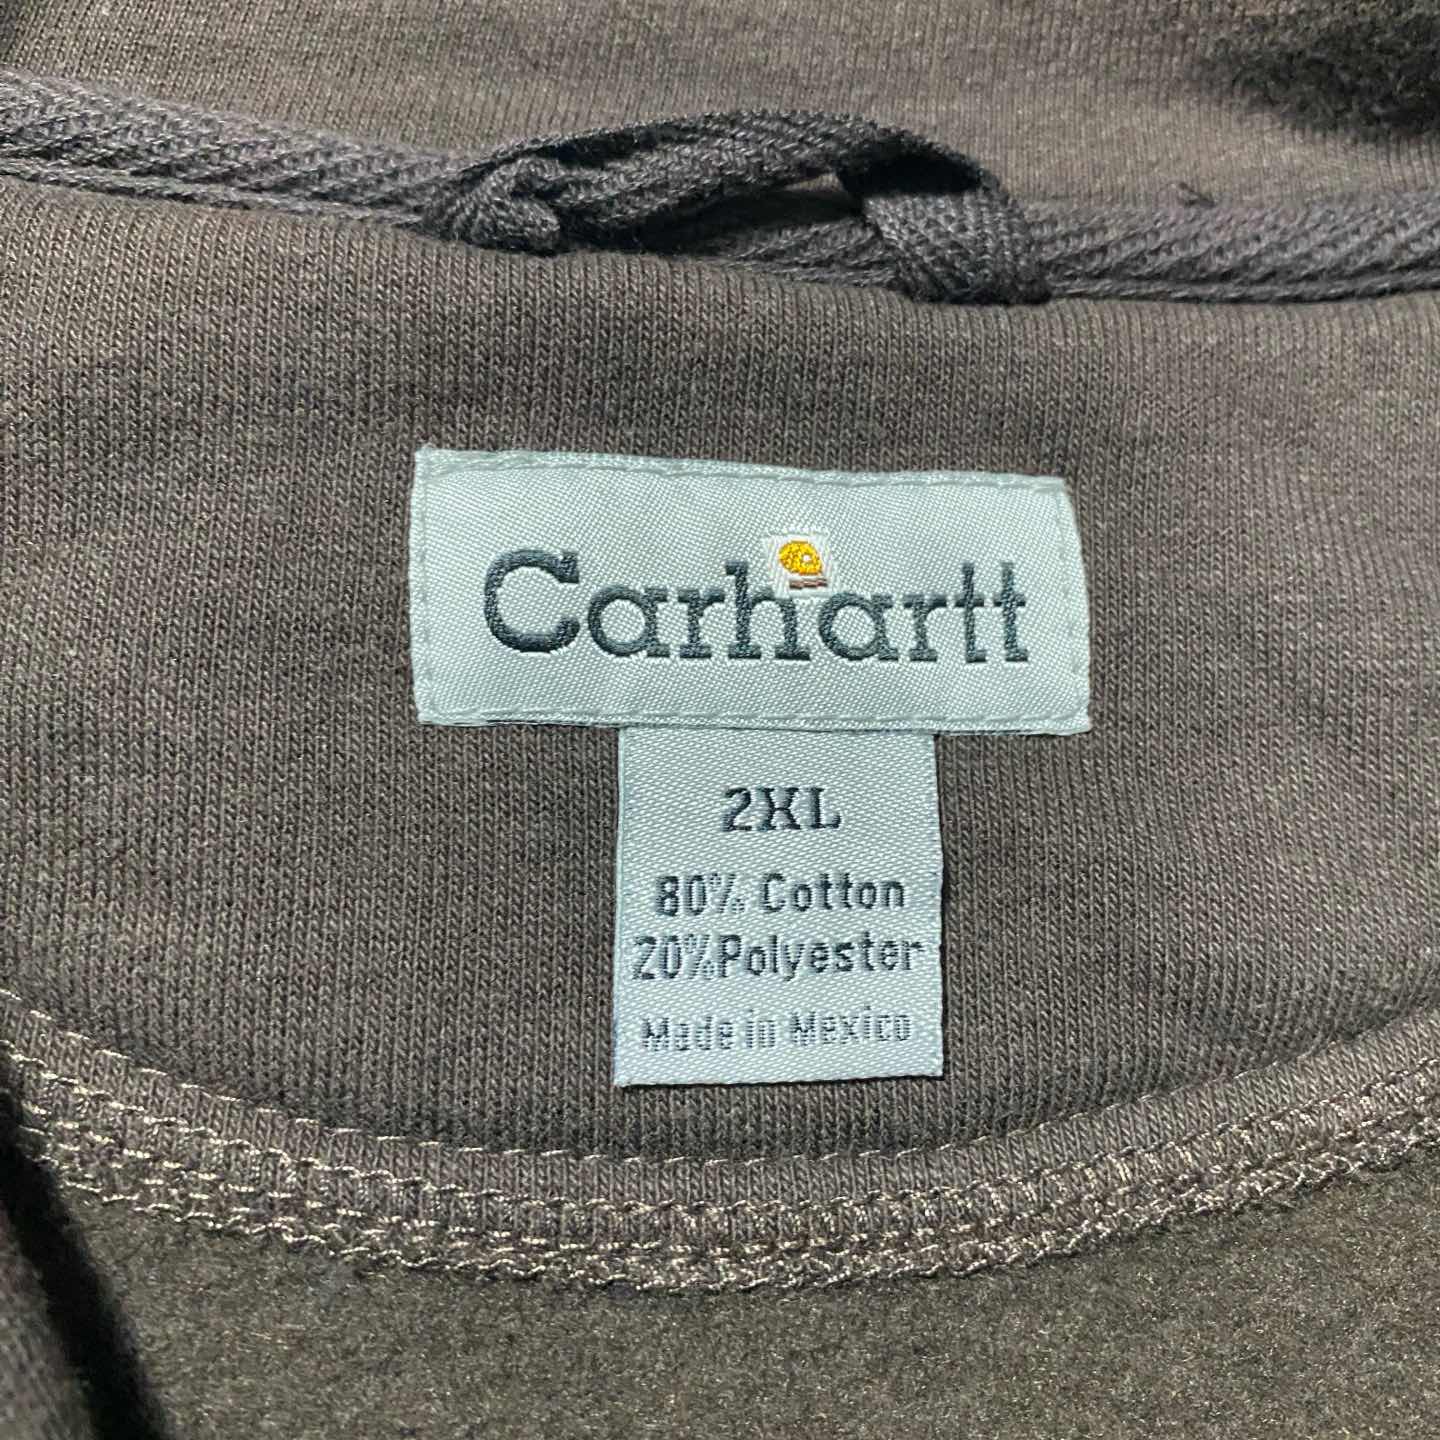 Carhartt
2XL
80% Cotton
20% Polyester
Made in Mexico